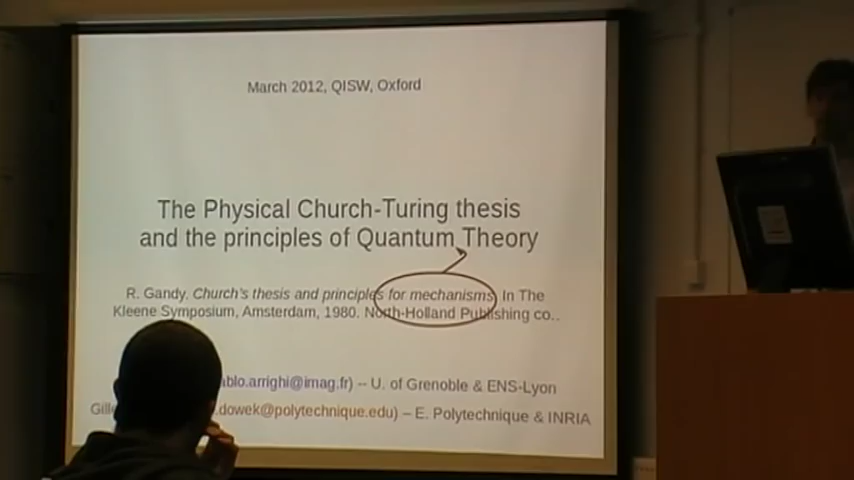 March 2012, QISW, Oxford
The Physical Church-Turing thesis
and the principles of Quantum Theory
R. Gandy. Church's thesis and principles for mechanisms. In The
Kleene Symposium, Amsterdam, 1980. North-Holland Publishing co..
ablo.arrighi@imag.fr) -- U. of Grenoble & ENS-Lyon
Gill .dowek@polytechnique.edu) – E. Polytechnique & INRIA